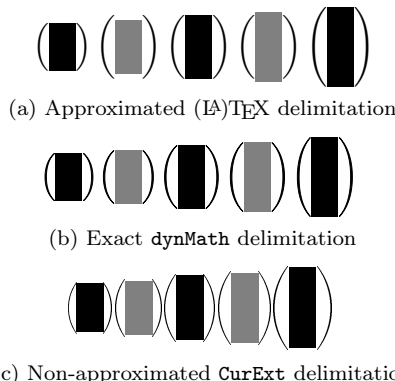 (a) Approximated (LA)TEX delimitation
(b) Exact dynMath delimitation
c) Non-approximated CurExt delimitatio